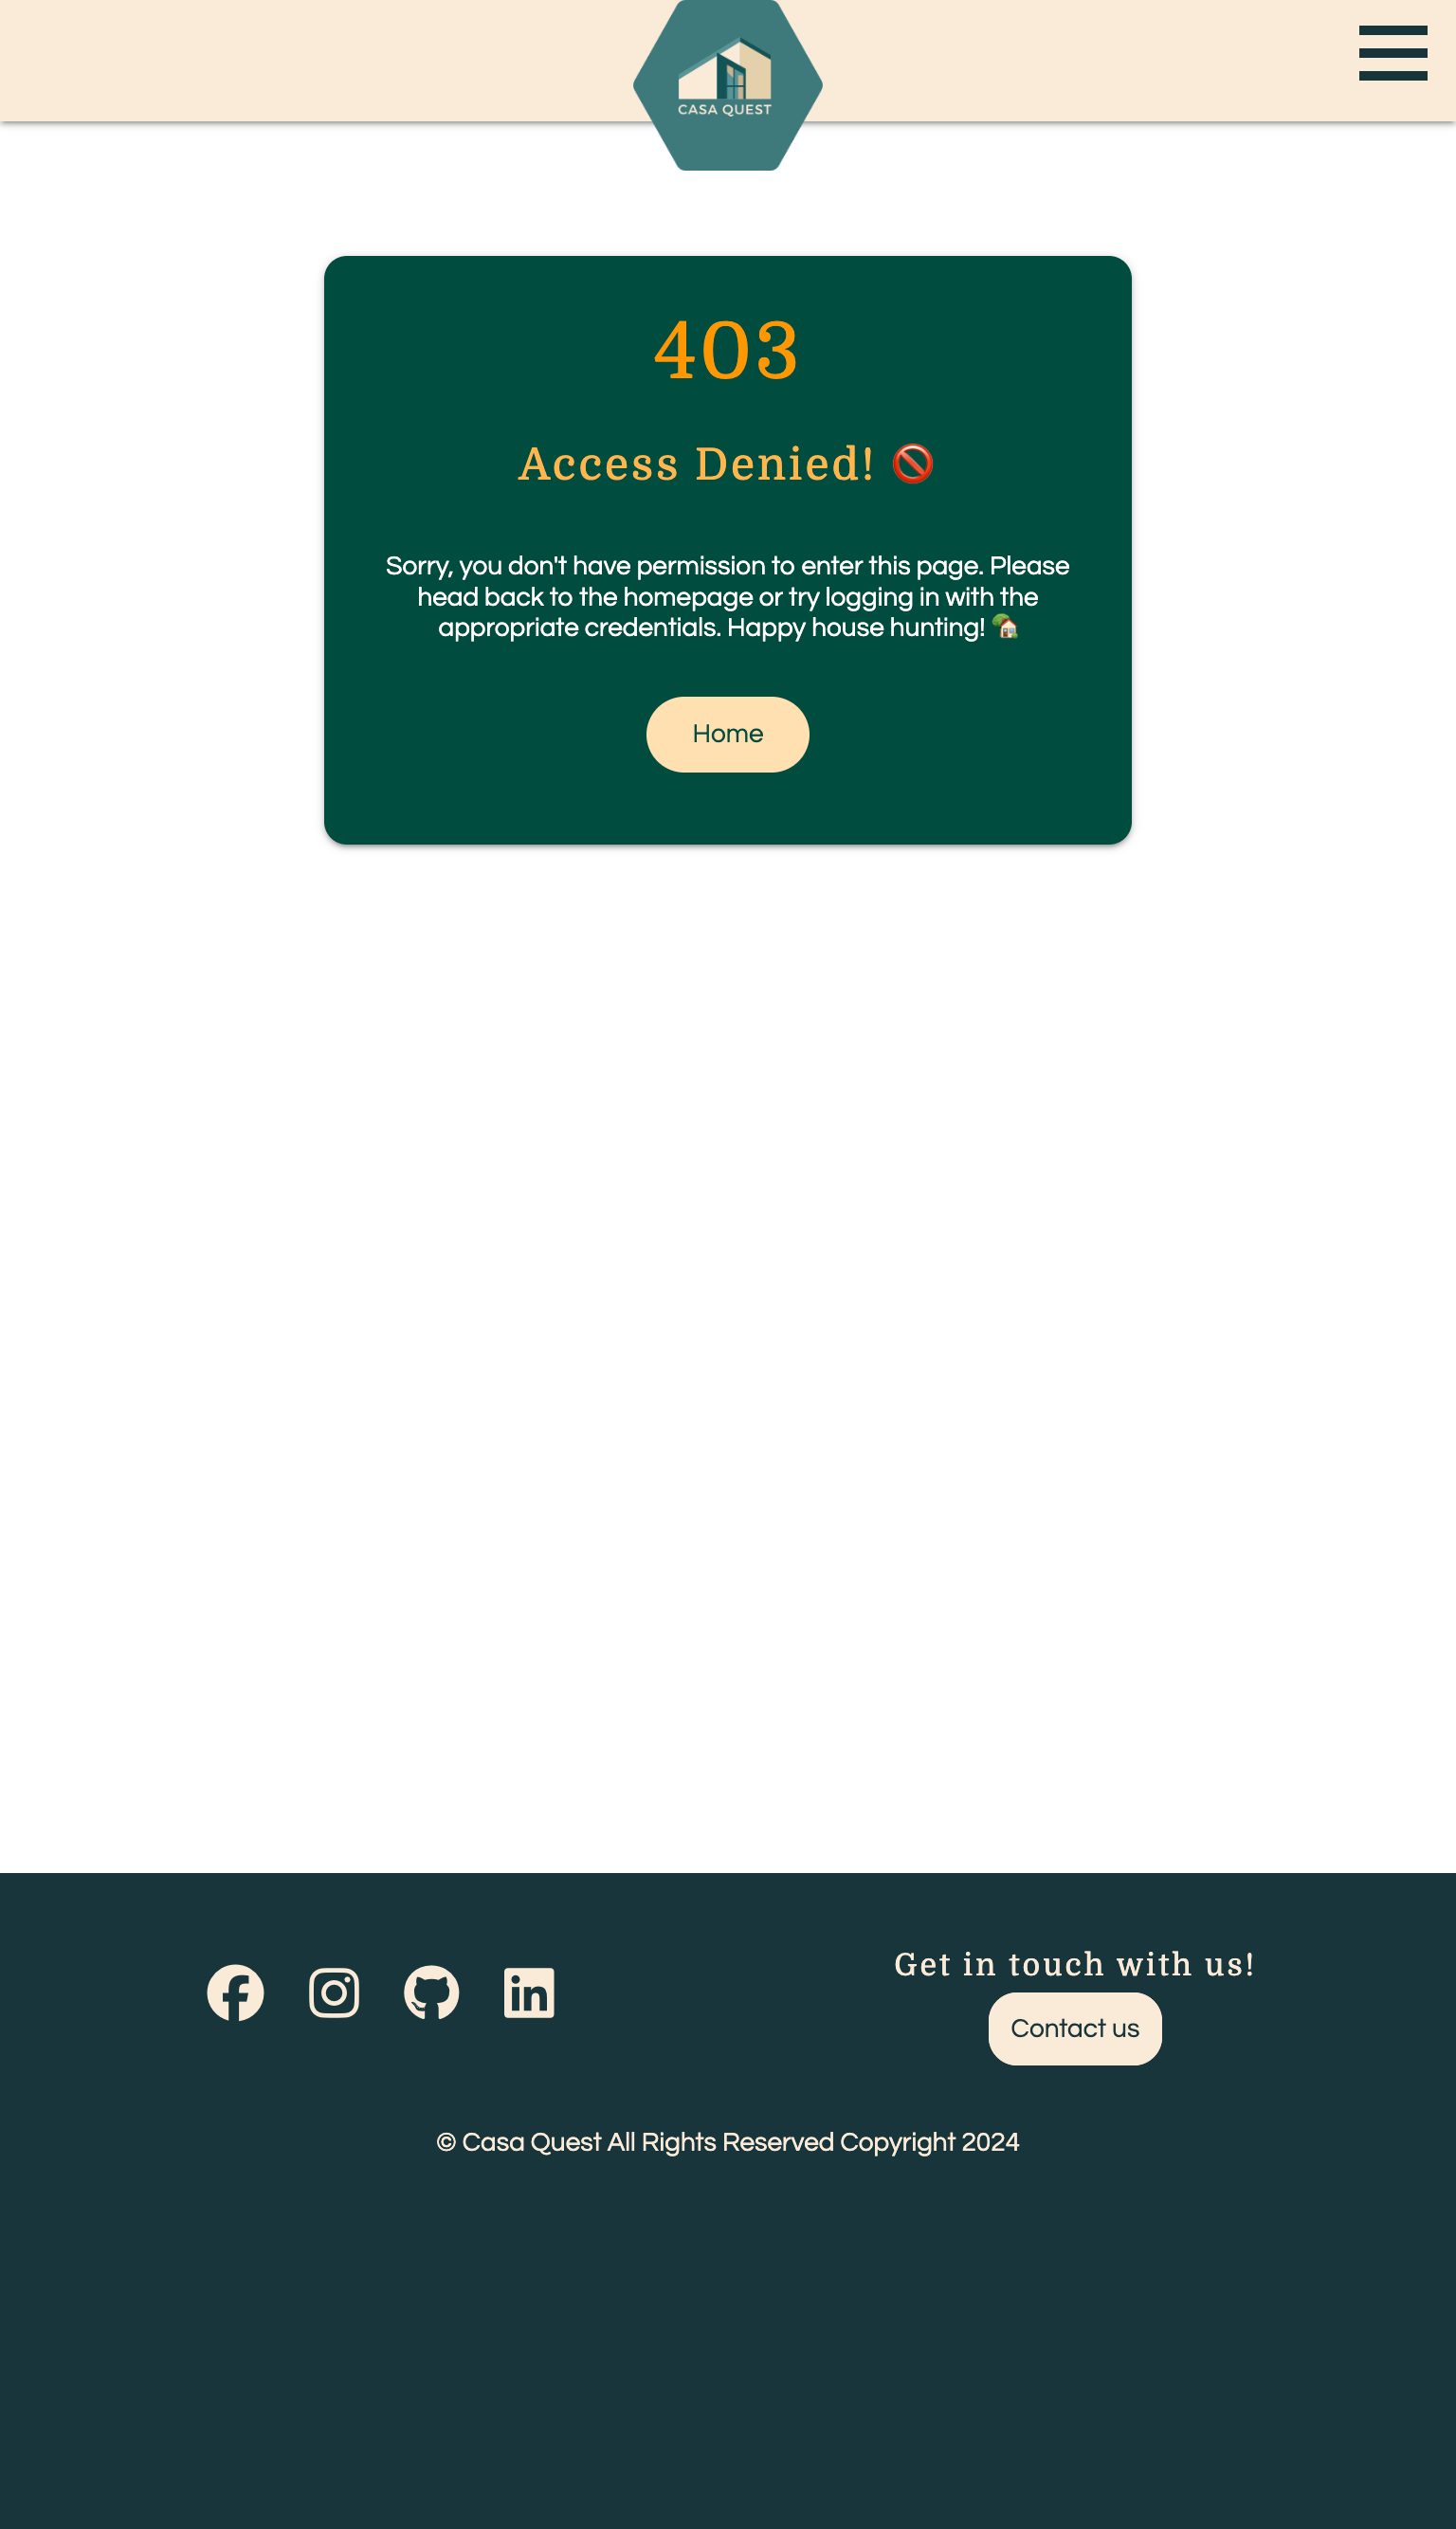 CASA QUEST
403
Access Denied! 🚫
Sorry, you don't have permission to enter this page. Please
head back to the homepage or try logging in with the
appropriate credentials. Happy house hunting! 🏡
Home
Get in touch with us!
Contact us
© Casa Quest All Rights Reserved Copyright 2024